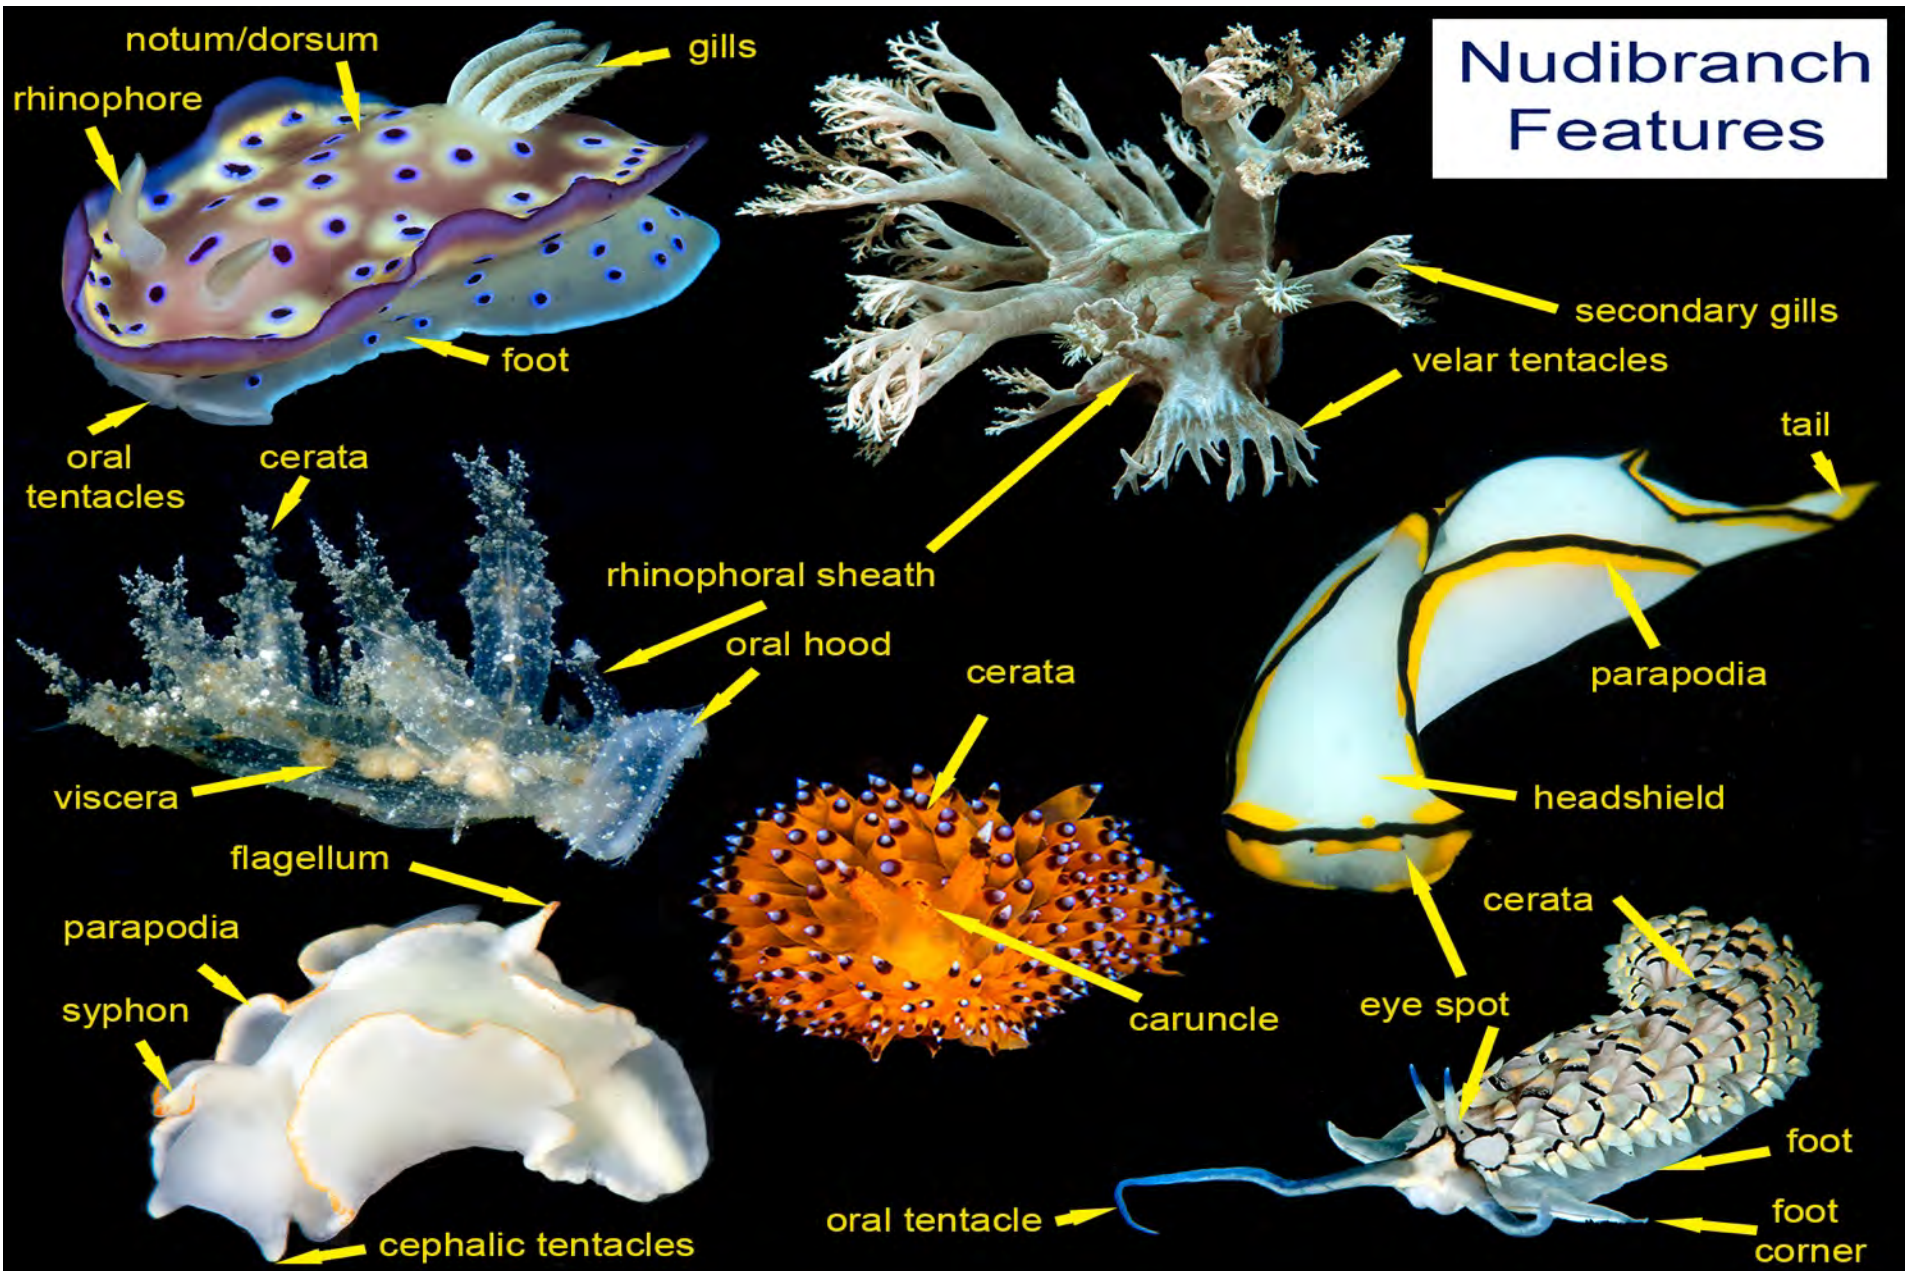 Nudibranch
Features
notum/dorsum
gills
rhinophore
foot
oral
tentacles
secondary gills
velar tentacles
rhinophoral sheath
cerata
oral hood
viscera
tail
parapodia
headshield
eye spot
cerata
caruncle
flagellum
parapodia
syphon
cephalic tentacles
cerata
foot
foot
corner
oral tentacle